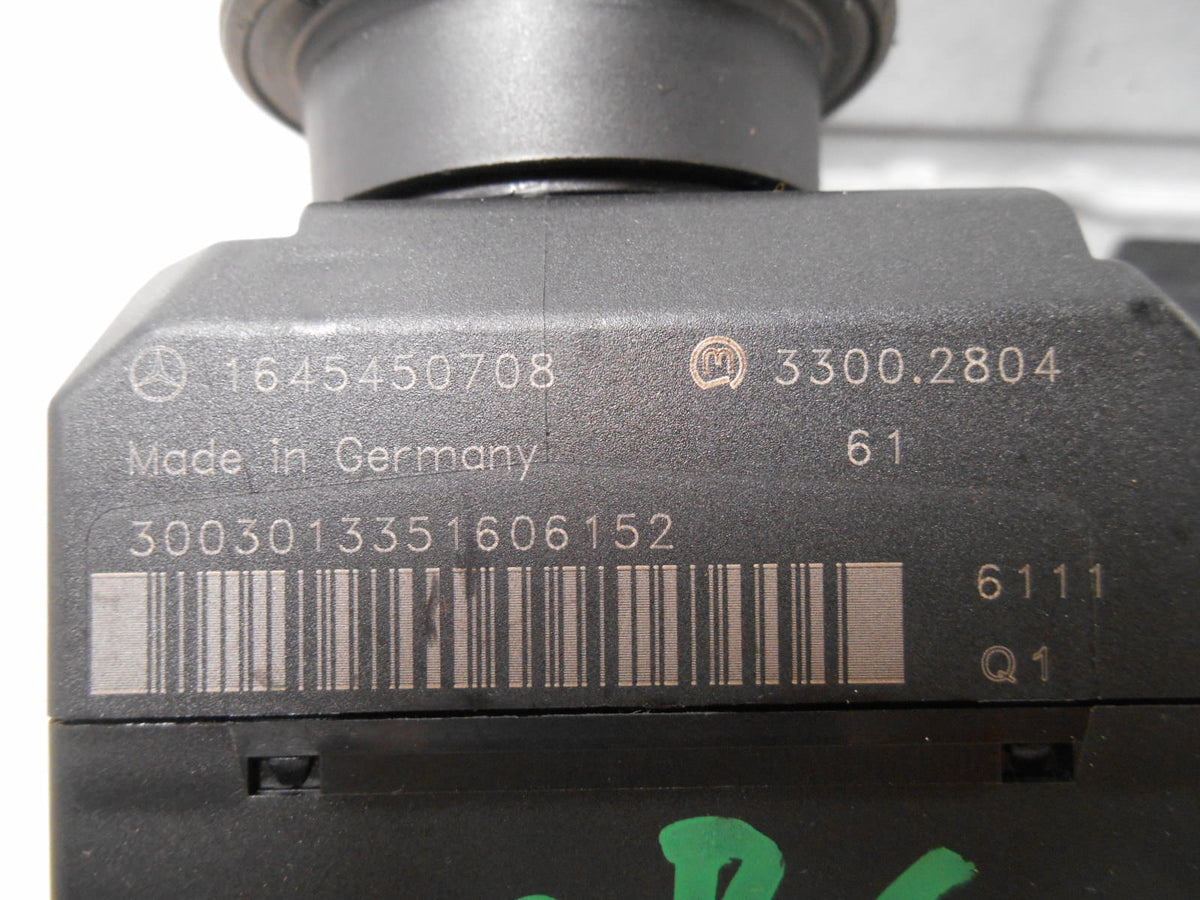 1645450708 M 3300.2804
Made in Germany 61
3003013351606152
6111
Q1